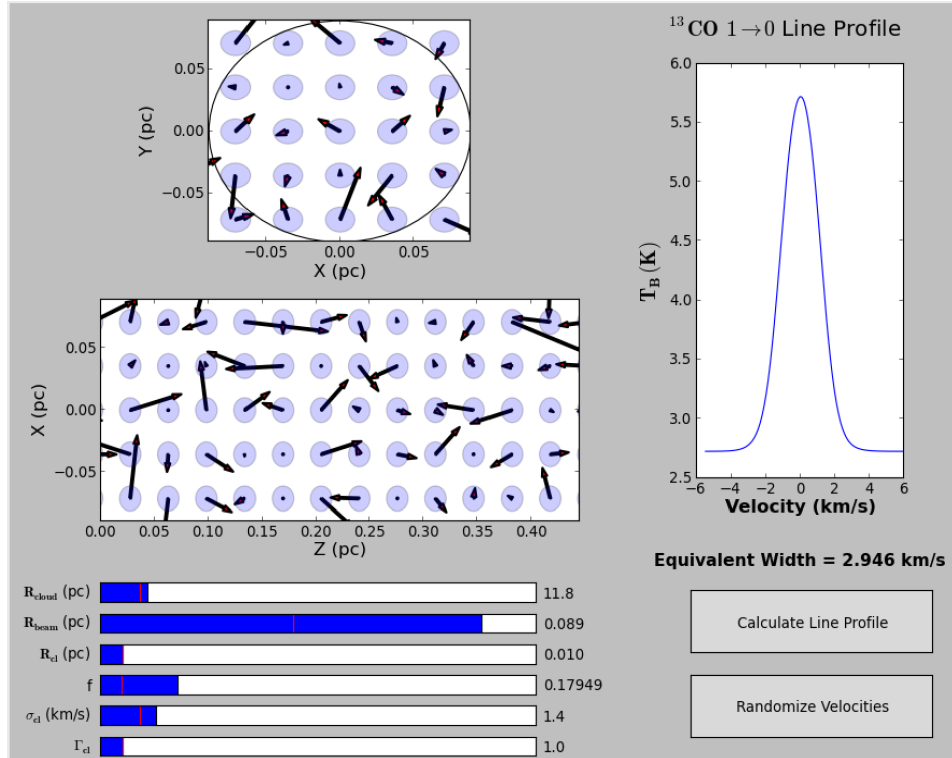 ¹³CO 1→0 Line Profile
0.05
0.00
−0.05
Y (pc)
−0.05
0.00
0.05
X (pc)
6.0
5.5
5.0
4.5
4.0
3.5
3.0
2.5
T_B (K)
−6
−4
−2
0
2
4
6
Velocity (km/s)
0.05
0.00
−0.05
X (pc)
0.00
0.05
0.10
0.15
0.20
0.25
0.30
0.35
0.40
Z (pc)
Equivalent Width = 2.946 km/s
R_cloud (pc)
11.8
R_beam (pc)
0.089
R_cl (pc)
0.010
f
0.17949
σ_cl (km/s)
1.4
Γ_cl
1.0
Calculate Line Profile
Randomize Velocities